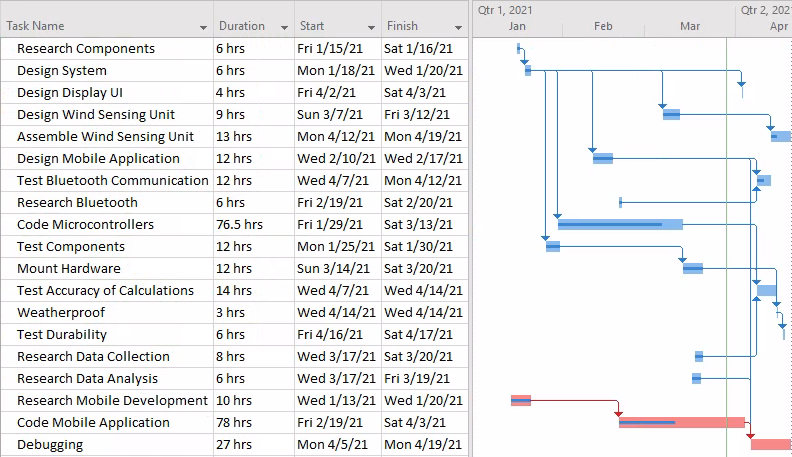 Qtr 1, 2021 Qtr 2, 202
Task Name Duration Start Finish Jan Feb Mar Apr
Research Components 6 hrs Fri 1/15/21 Sat 1/16/21
Design System 6 hrs Mon 1/18/21 Wed 1/20/21
Design Display UI 4 hrs Fri 4/2/21 Sat 4/3/21
Design Wind Sensing Unit 9 hrs Sun 3/7/21 Fri 3/12/21
Assemble Wind Sensing Unit 13 hrs Mon 4/12/21 Mon 4/19/21
Design Mobile Application 12 hrs Wed 2/10/21 Wed 2/17/21
Test Bluetooth Communication 12 hrs Wed 4/7/21 Mon 4/12/21
Research Bluetooth 6 hrs Fri 2/19/21 Sat 2/20/21
Code Microcontrollers 76.5 hrs Fri 1/29/21 Sat 3/13/21
Test Components 12 hrs Mon 1/25/21 Sat 1/30/21
Mount Hardware 12 hrs Sun 3/14/21 Sat 3/20/21
Test Accuracy of Calculations 14 hrs Wed 4/7/21 Wed 4/14/21
Weatherproof 3 hrs Wed 4/14/21 Wed 4/14/21
Test Durability 6 hrs Fri 4/16/21 Sat 4/17/21
Research Data Collection 8 hrs Wed 3/17/21 Sat 3/20/21
Research Data Analysis 6 hrs Wed 3/17/21 Fri 3/19/21
Research Mobile Development 10 hrs Wed 1/13/21 Wed 1/20/21
Code Mobile Application 78 hrs Fri 2/19/21 Sat 4/3/21
Debugging 27 hrs Mon 4/5/21 Mon 4/19/21